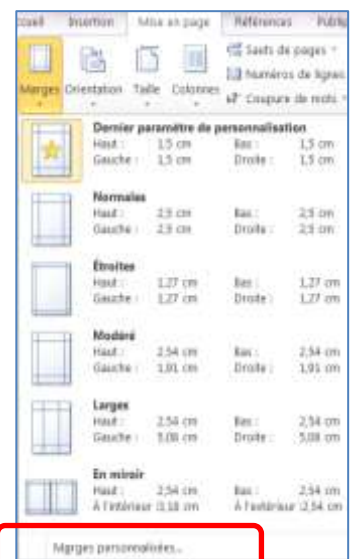 Accueil Insertion Mise en page Références Publip
Sauts de pages
Numéros de lignes
Marges Orientation Taille Colonnes
Coupure de mots
Dernier paramètre de personnalisation
Haut : 1,5 cm Bas : 1,5 cm
Gauche : 1,5 cm Droite : 1,5 cm
Normales
Haut : 2,5 cm Bas : 2,5 cm
Gauche : 2,5 cm Droite : 2,5 cm
Étroites
Haut : 1,27 cm Bas : 1,27 cm
Gauche : 1,27 cm Droite : 1,27 cm
Modéré
Haut : 2,54 cm Bas : 2,54 cm
Gauche : 1,91 cm Droite : 1,91 cm
Larges
Haut : 2,54 cm Bas : 2,54 cm
Gauche : 5,08 cm Droite : 5,08 cm
En miroir
Haut : 2,54 cm Bas : 2,54 cm
À l'intérieur : 3,18 cm À l'extérieur : 2,54 cm
Marges personnalisées...